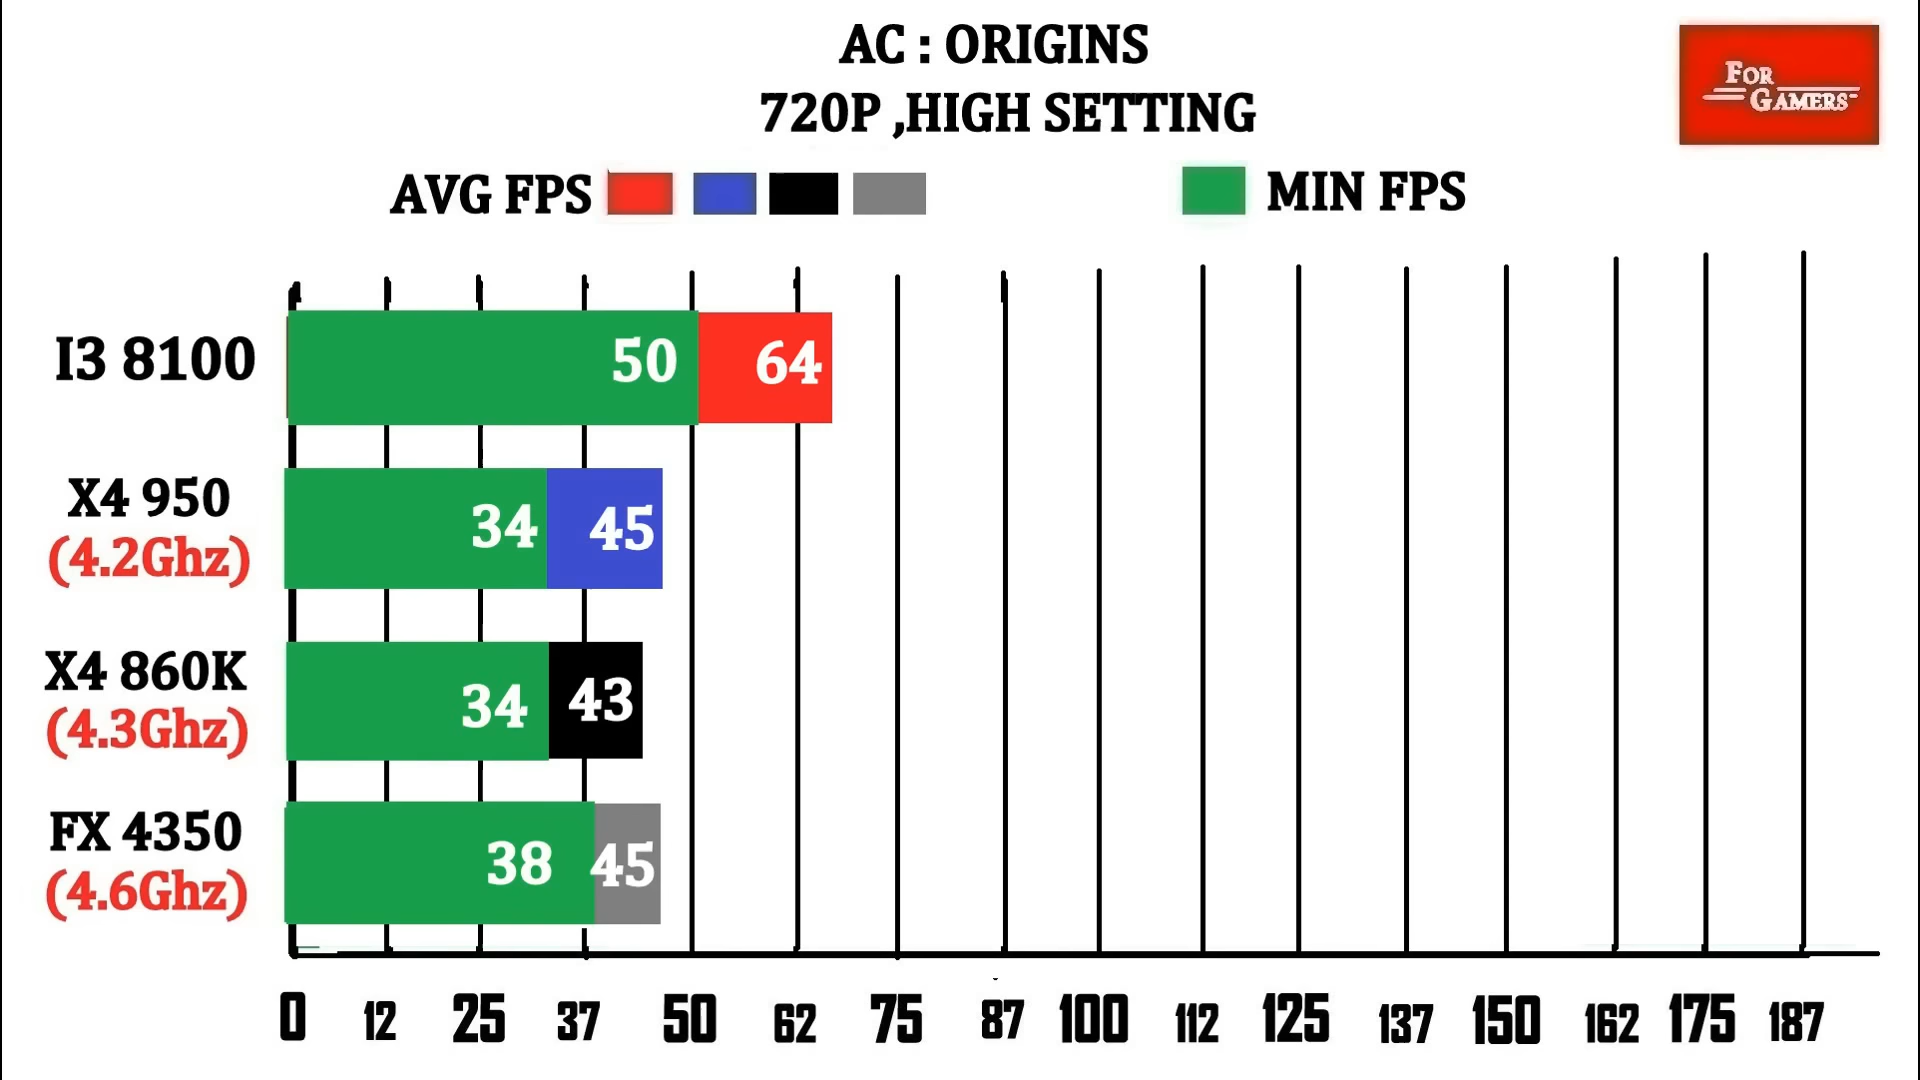 AC : ORIGINS
720P ,HIGH SETTING
FOR
GAMERS
AVG FPS
MIN FPS
I3 8100
50
64
X4 950
(4.2Ghz)
34
45
X4 860K
(4.3Ghz)
34
43
FX 4350
(4.6Ghz)
38
45
0 12 25 37 50 62 75 87 100 112 125 137 150 162 175 187